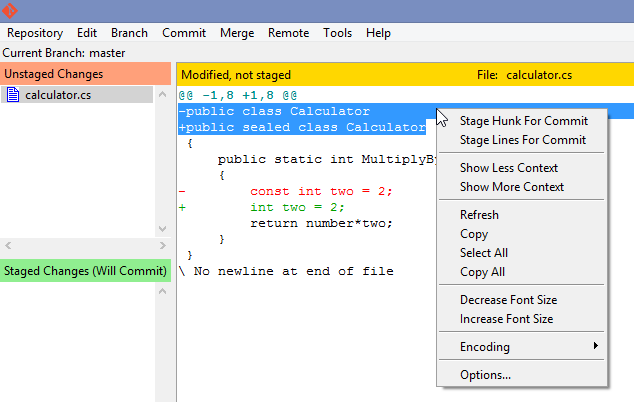 Repository Edit Branch Commit Merge Remote Tools Help
Current Branch: master
Unstaged Changes
calculator.cs
Staged Changes (Will Commit)
Modified, not staged File: calculator.cs
@@ -1,8 +1,8 @@
-public class Calculator
+public sealed class Calculator
{
public static int MultiplyBy
{
- const int two = 2;
+ int two = 2;
return number*two;
}
}
\ No newline at end of file
Stage Hunk For Commit
Stage Lines For Commit
Show Less Context
Show More Context
Refresh
Copy
Select All
Copy All
Decrease Font Size
Increase Font Size
Encoding
Options...